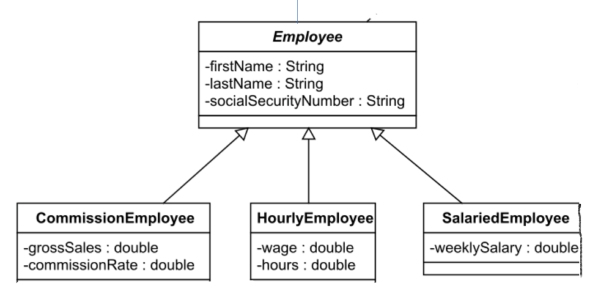 Employee
-firstName : String
-lastName : String
-socialSecurityNumber : String
CommissionEmployee
-grossSales : double
-commissionRate : double
HourlyEmployee
-wage : double
-hours : double
SalariedEmployee
-weeklySalary : double